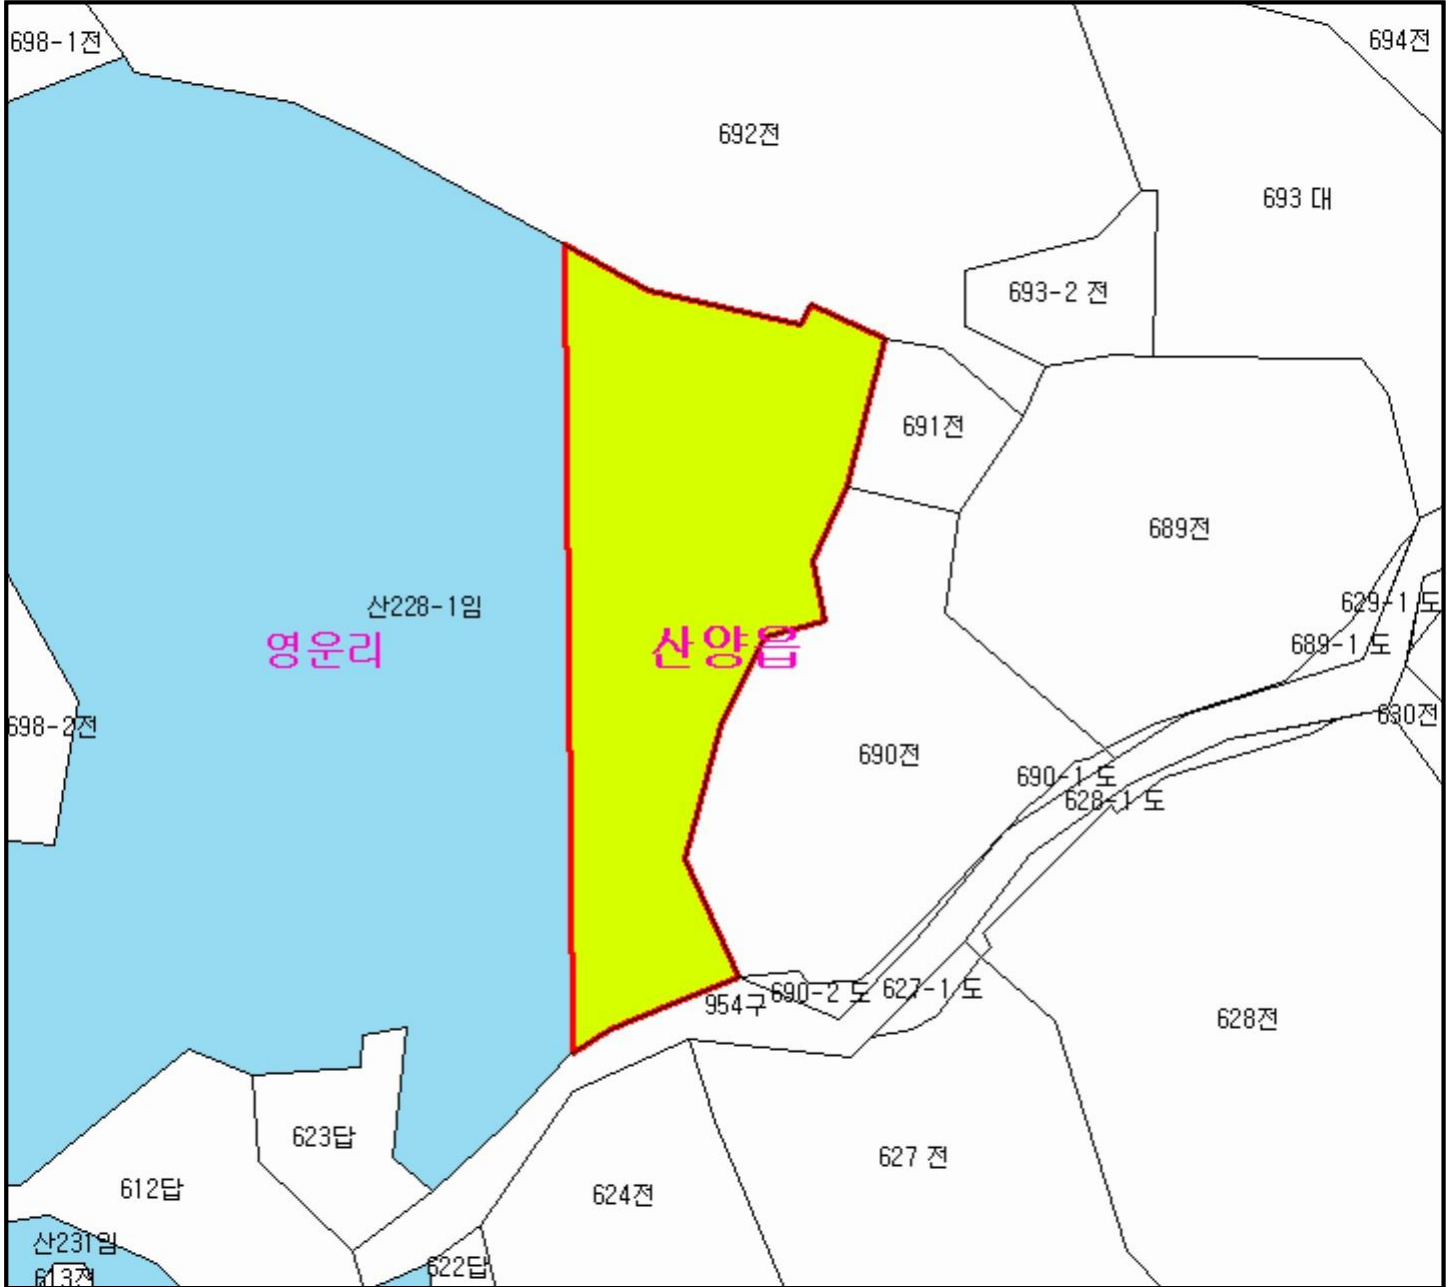 698-1전
694전
692전
693 대
693-2 전
691전
689전
629-1 도
산228-1임
689-1 도
영운리
산양읍
630전
698-2전
690전
690-1 도
628-1 도
690-2 도
627-1 도
954구
628전
623답
627 전
612답
624전
산231임
622답
613전